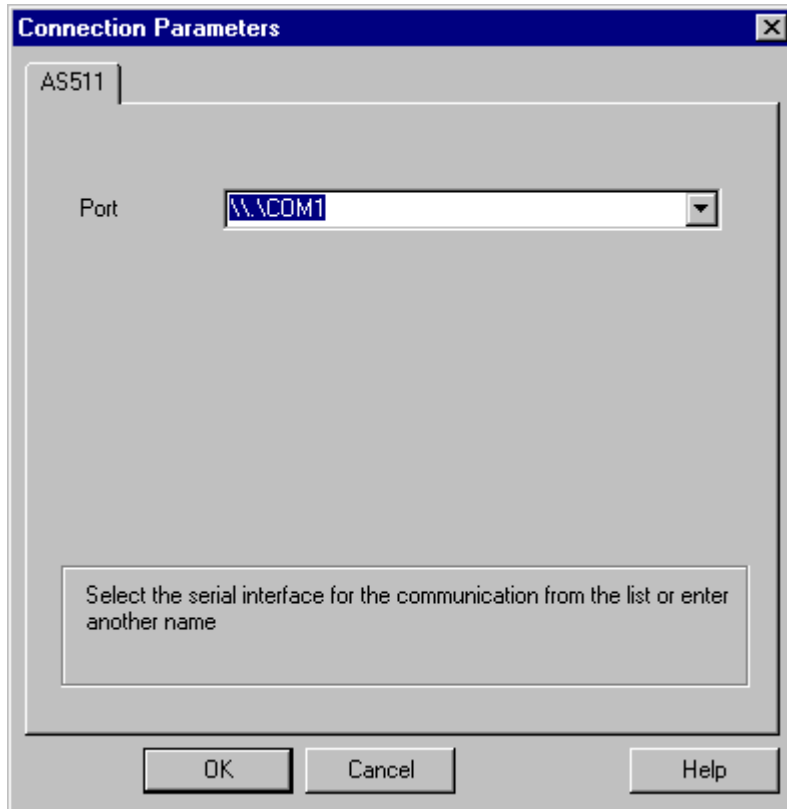 Connection Parameters
AS511
Port
\\.\COM1
Select the serial interface for the communication from the list or enter
another name
OK
Cancel
Help